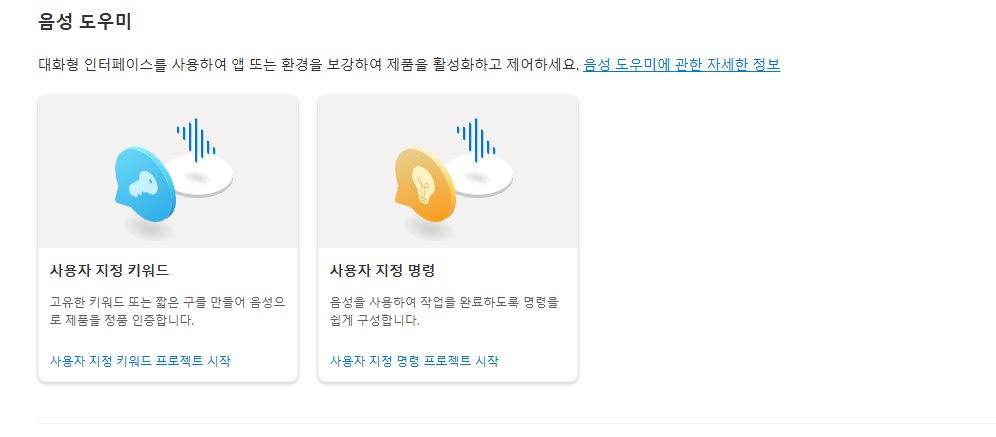 음성 도우미
대화형 인터페이스를 사용하여 앱 또는 환경을 보강하여 제품을 활성화하고 제어하세요. 음성 도우미에 관한 자세한 정보
사용자 지정 키워드
고유한 키워드 또는 짧은 구를 만들어 음성으
로 제품을 정품 인증합니다.
사용자 지정 키워드 프로젝트 시작
사용자 지정 명령
음성을 사용하여 작업을 완료하도록 명령을
쉽게 구성합니다.
사용자 지정 명령 프로젝트 시작